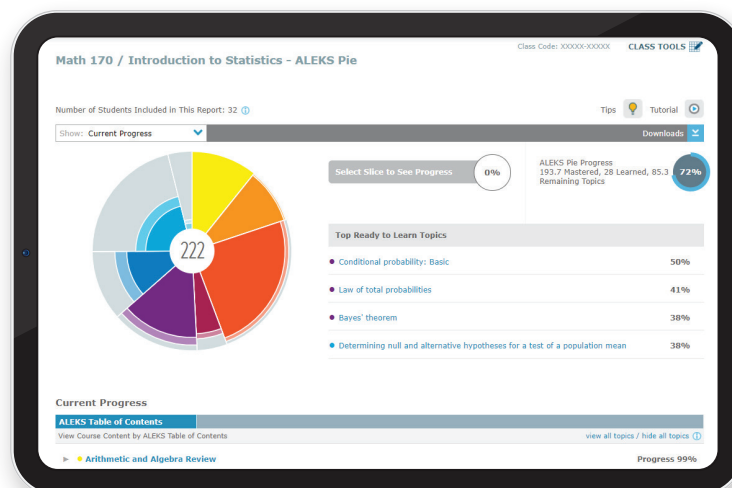 Class Code: XXXXX-XXXXX CLASS TOOLS
Math 170 / Introduction to Statistics - ALEKS Pie
Number of Students Included in This Report: 32
Tips Tutorial
Show: Current Progress
Downloads
Select Slice to See Progress 0%
ALEKS Pie Progress
193.7 Mastered, 28 Learned, 85.3
Remaining Topics
72%
222
Top Ready to Learn Topics
Conditional probability: Basic 50%
Law of total probabilities 41%
Bayes' theorem 38%
Determining null and alternative hypotheses for a test of a population mean 38%
Current Progress
ALEKS Table of Contents
View Course Content by ALEKS Table of Contents view all topics / hide all topics
Arithmetic and Algebra Review Progress 99%